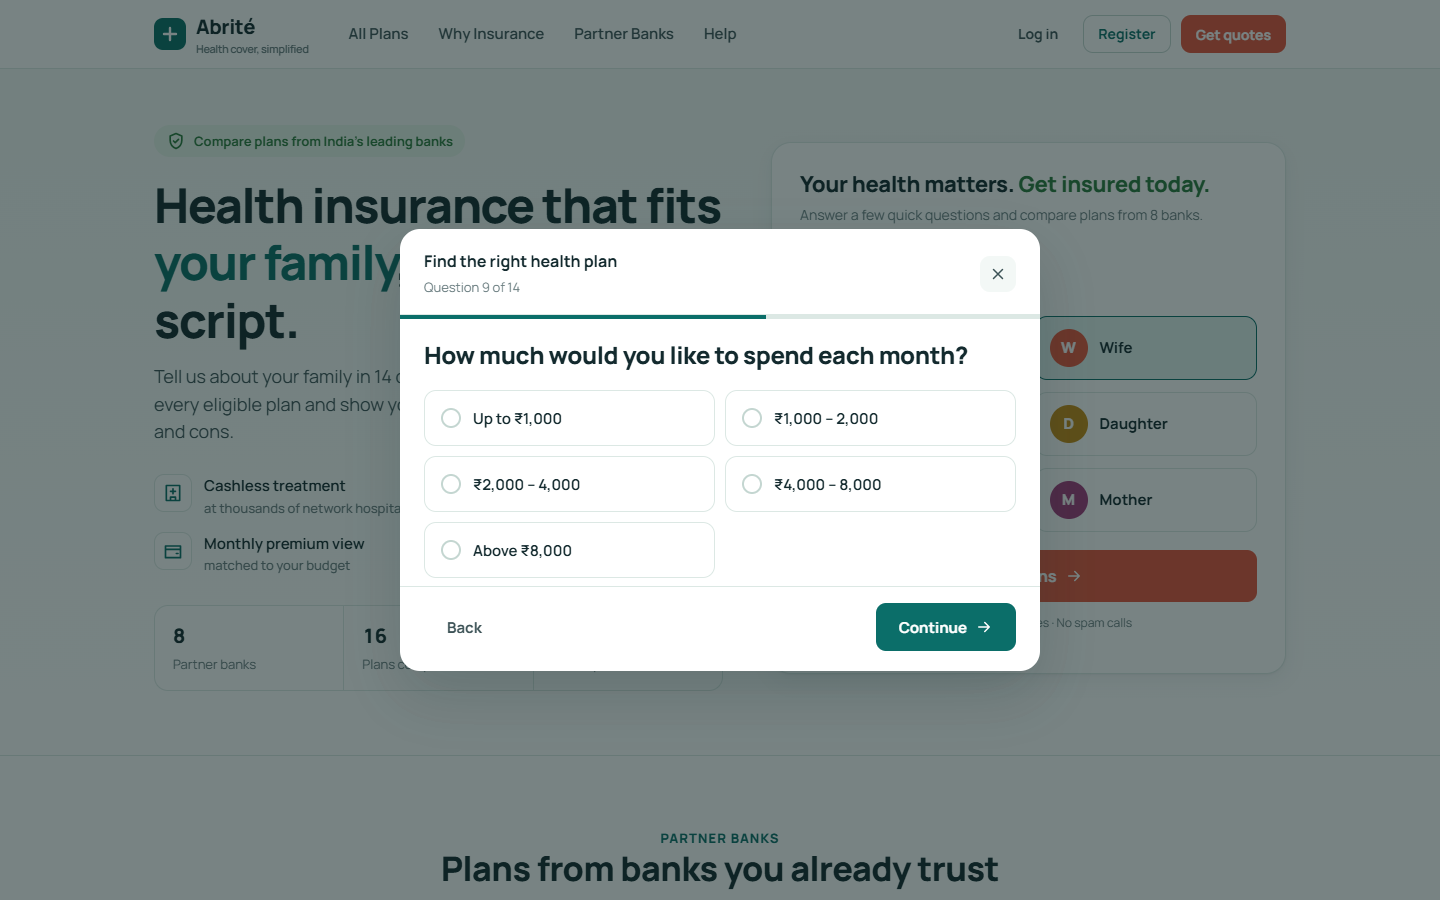 Abrité
Health cover, simplified
All Plans
Why Insurance
Partner Banks
Help
Log in
Register
Get quotes
Compare plans from India's leading banks
Health insurance that fits
your family,
script.
Tell us about your family in 14
every eligible plan and show
and cons.
Cashless treatment
at thousands of network
Monthly premium view
matched to your budget
8
Partner banks
16
Plans
Your health matters. Get insured today.
Answer a few quick questions and compare plans from 8 banks.
W
Wife
D
Daughter
M
Mother
No spam calls
Find the right health plan
Question 9 of 14
How much would you like to spend each month?
Up to ₹1,000
₹1,000 – 2,000
₹2,000 – 4,000
₹4,000 – 8,000
Above ₹8,000
Back
Continue
PARTNER BANKS
Plans from banks you already trust